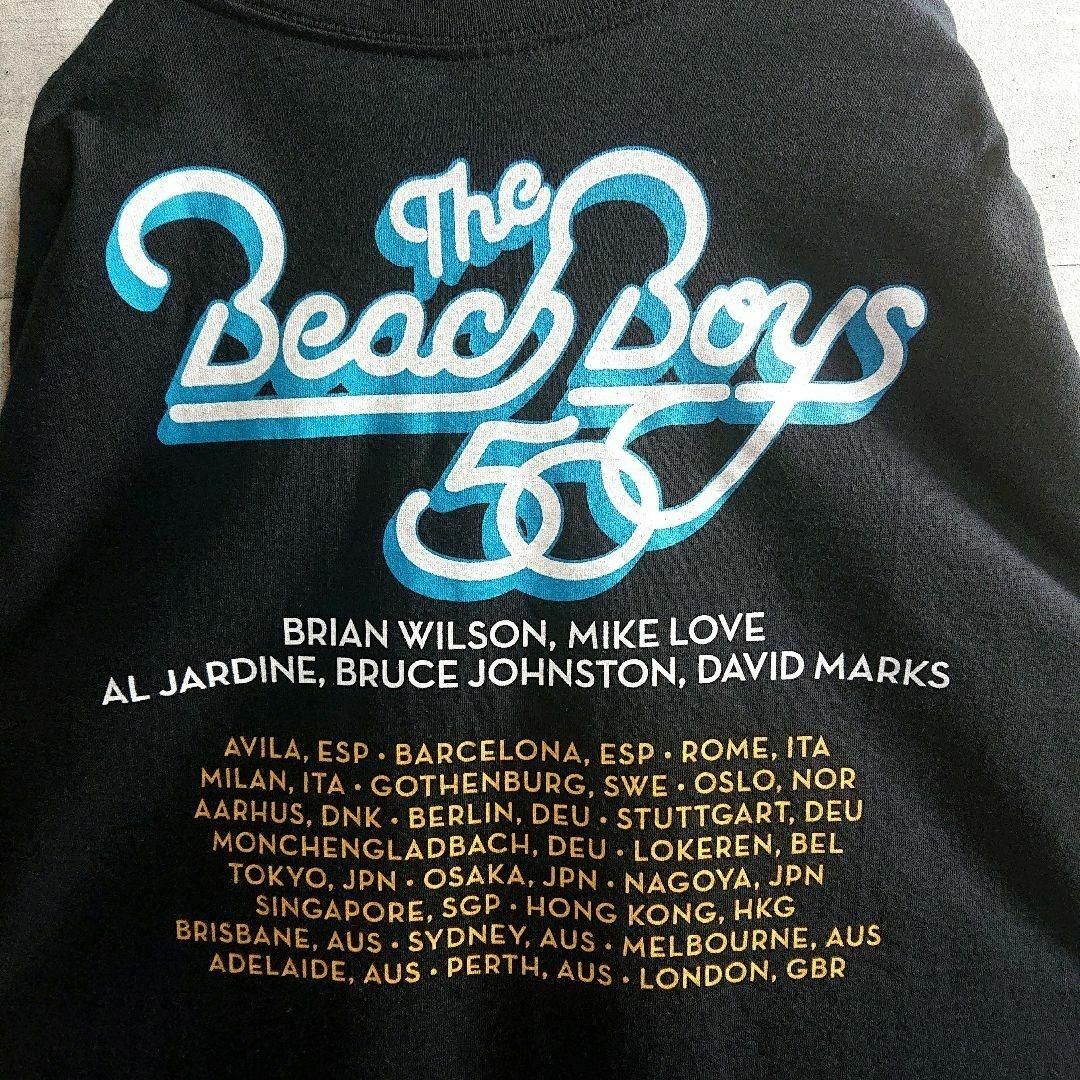 The
Beach Boys
50
BRIAN WILSON, MIKE LOVE
AL JARDINE, BRUCE JOHNSTON, DAVID MARKS
AVILA, ESP • BARCELONA, ESP • ROME, ITA
MILAN, ITA • GOTHENBURG, SWE • OSLO, NOR
AARHUS, DNK • BERLIN, DEU • STUTTGART, DEU
MONCHENGLADBACH, DEU • LOKEREN, BEL
TOKYO, JPN • OSAKA, JPN • NAGOYA, JPN
SINGAPORE, SGP • HONG KONG, HKG
BRISBANE, AUS • SYDNEY, AUS • MELBOURNE, AUS
ADELAIDE, AUS • PERTH, AUS • LONDON, GBR